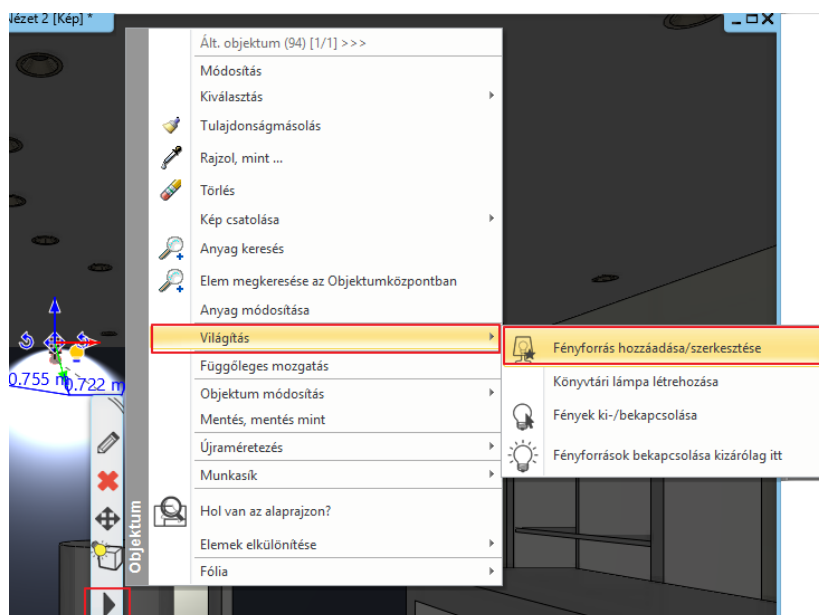 Nézet 2 [Kép] *
Ált. objektum (94) [1/1] >>>
Módosítás
Kiválasztás
Tulajdonságmásolás
Rajzol, mint ...
Törlés
Kép csatolása
Anyag keresés
Elem megkeresése az Objektumközpontban
Anyag módosítása
Világítás
Függőleges mozgatás
Objektum módosítás
Mentés, mentés mint
Újraméretezés
Munkasík
Hol van az alaprajzon?
Elemek elkülönítése
Fólia
Objektum
Fényforrás hozzáadása/szerkesztése
Könyvtári lámpa létrehozása
Fények ki-/bekapcsolása
Fényforrások bekapcsolása kizárólag itt
0.755 m
0.722 m